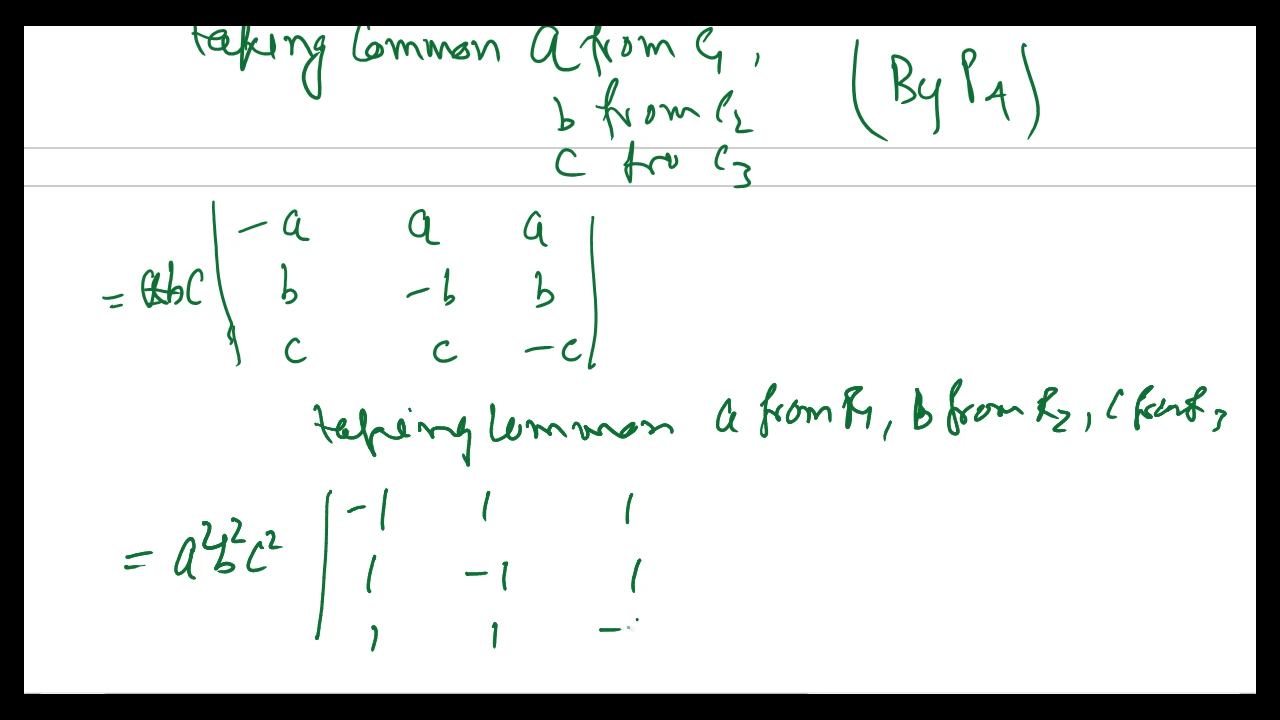 taking common a from C1,
(By P4)
b from C2
C fro C3
= abc | -a a a |
b -b b
c c -c
taking common a from R1, b from R2, c from R3
= a²b²c² | -1 1 1
1 -1 1
1 1 -